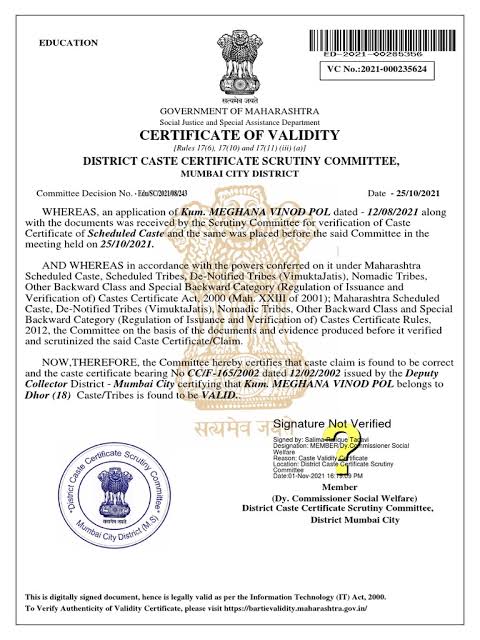 EDUCATION
ED-2021-00285356
VC No.:2021-000235624
सत्यमेव जयते
GOVERNMENT OF MAHARASHTRA
Social Justice and Special Assistance Department
CERTIFICATE OF VALIDITY
[Rules 17(6), 17(10) and 17(11) (iii) (a)]
DISTRICT CASTE CERTIFICATE SCRUTINY COMMITTEE,
MUMBAI CITY DISTRICT
Committee Decision No. - Edu/SC/2021/08/243
Date - 25/10/2021
WHEREAS, an application of Kum. MEGHANA VINOD POL dated - 12/08/2021 along
with the documents was received by the Scrutiny Committee for verification of Caste
Certificate of Scheduled Caste and the same was placed before the said Committee in the
meeting held on 25/10/2021.
AND WHEREAS in accordance with the powers conferred on it under Maharashtra
Scheduled Caste, Scheduled Tribes, De-Notified Tribes (VimuktaJatis), Nomadic Tribes,
Other Backward Class and Special Backward Category (Regulation of Issuance and
Verification of) Castes Certificate Act, 2000 (Mah. XXIII of 2001); Maharashtra Scheduled
Caste, De-Notified Tribes (VimuktaJatis), Nomadic Tribes, Other Backward Class and Special
Backward Category (Regulation of Issuance and Verification of) Castes Certificate Rules,
2012, the Committee on the basis of the documents and evidence produced before it verified
and scrutinized the said Caste Certificate/Claim.
NOW,THEREFORE, the Committee hereby certifies that caste claim is found to be correct
and the caste certificate bearing No CC/F-165/2002 dated 12/02/2002 issued by the Deputy
Collector District - Mumbai City certifying that Kum. MEGHANA VINOD POL belongs to
Dhor (18) Caste/Tribes is found to be VALID..
सत्यमेव जयते
Signature Not Verified
Signed by: Salima Rafique Tadavi
Designation: MEMBER/Dy.Commissioner Social
Welfare
Reason: Caste Validity Certificate
Location: District Caste Certificate Scrutiny
Committee
Date:01-Nov-2021 16:19:09 PM
?
Member
(Dy. Commissioner Social Welfare)
District Caste Certificate Scrutiny Committee,
District Mumbai City
District Caste Certificate Scrutiny Committee
सत्यमेव जयते
Mumbai City District (M.S)
This is digitally signed document, hence is legally valid as per the Information Technology (IT) Act, 2000.
To Verify Authenticity of Validity Certificate, please visit https://bartievalidity.maharashtra.gov.in/